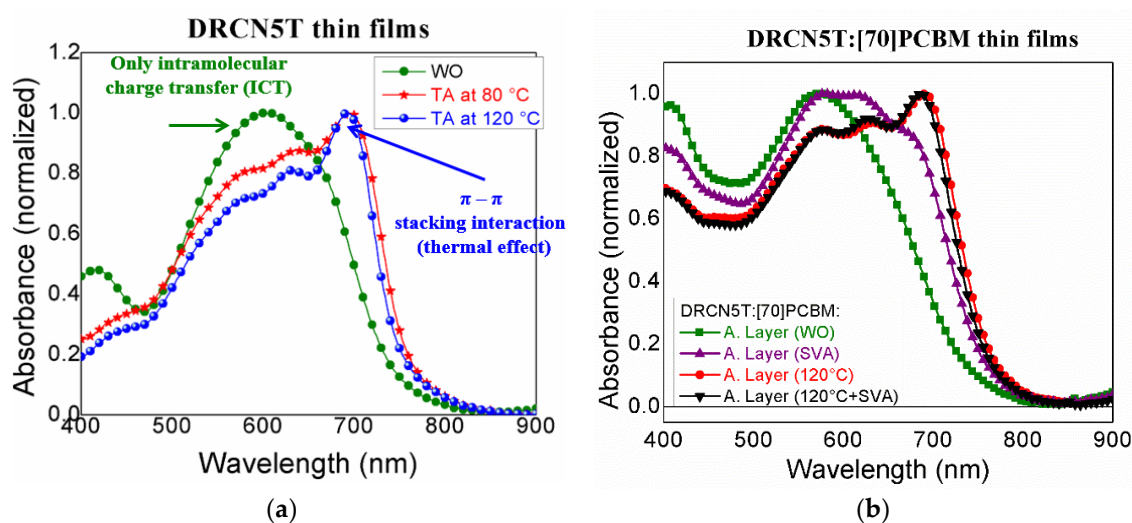 DRCN5T thin films
Only intramolecular
charge transfer (ICT)
WO
TA at 80 °C
TA at 120 °C
π – π
stacking interaction
(thermal effect)
Absorbance (normalized)
1.2
1.0
0.8
0.6
0.4
0.2
0.0
400 500 600 700 800 900
Wavelength (nm)
(a)
DRCN5T:[70]PCBM thin films
Absorbance (normalized)
1.0
0.8
0.6
0.4
0.2
0.0
DRCN5T:[70]PCBM:
A. Layer (WO)
A. Layer (SVA)
A. Layer (120°C)
A. Layer (120°C+SVA)
400 500 600 700 800 900
Wavelength (nm)
(b)